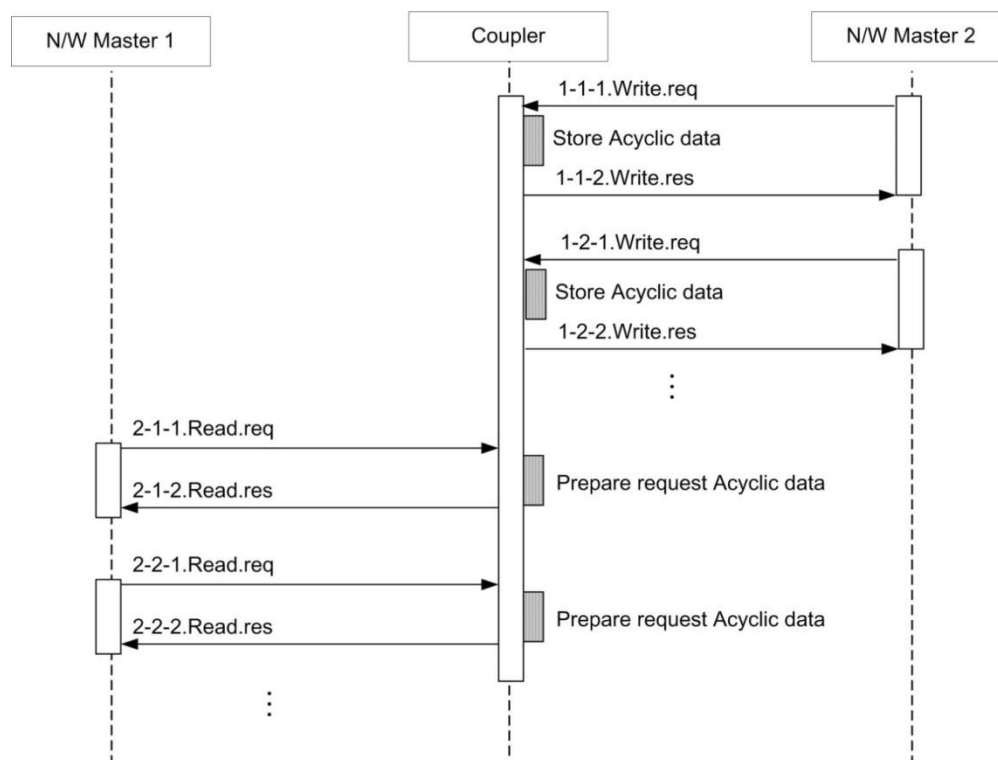 N/W Master 1
Coupler
N/W Master 2
1-1-1.Write.req
Store Acyclic data
1-1-2.Write.res
1-2-1.Write.req
Store Acyclic data
1-2-2.Write.res
2-1-1.Read.req
Prepare request Acyclic data
2-1-2.Read.res
2-2-1.Read.req
Prepare request Acyclic data
2-2-2.Read.res